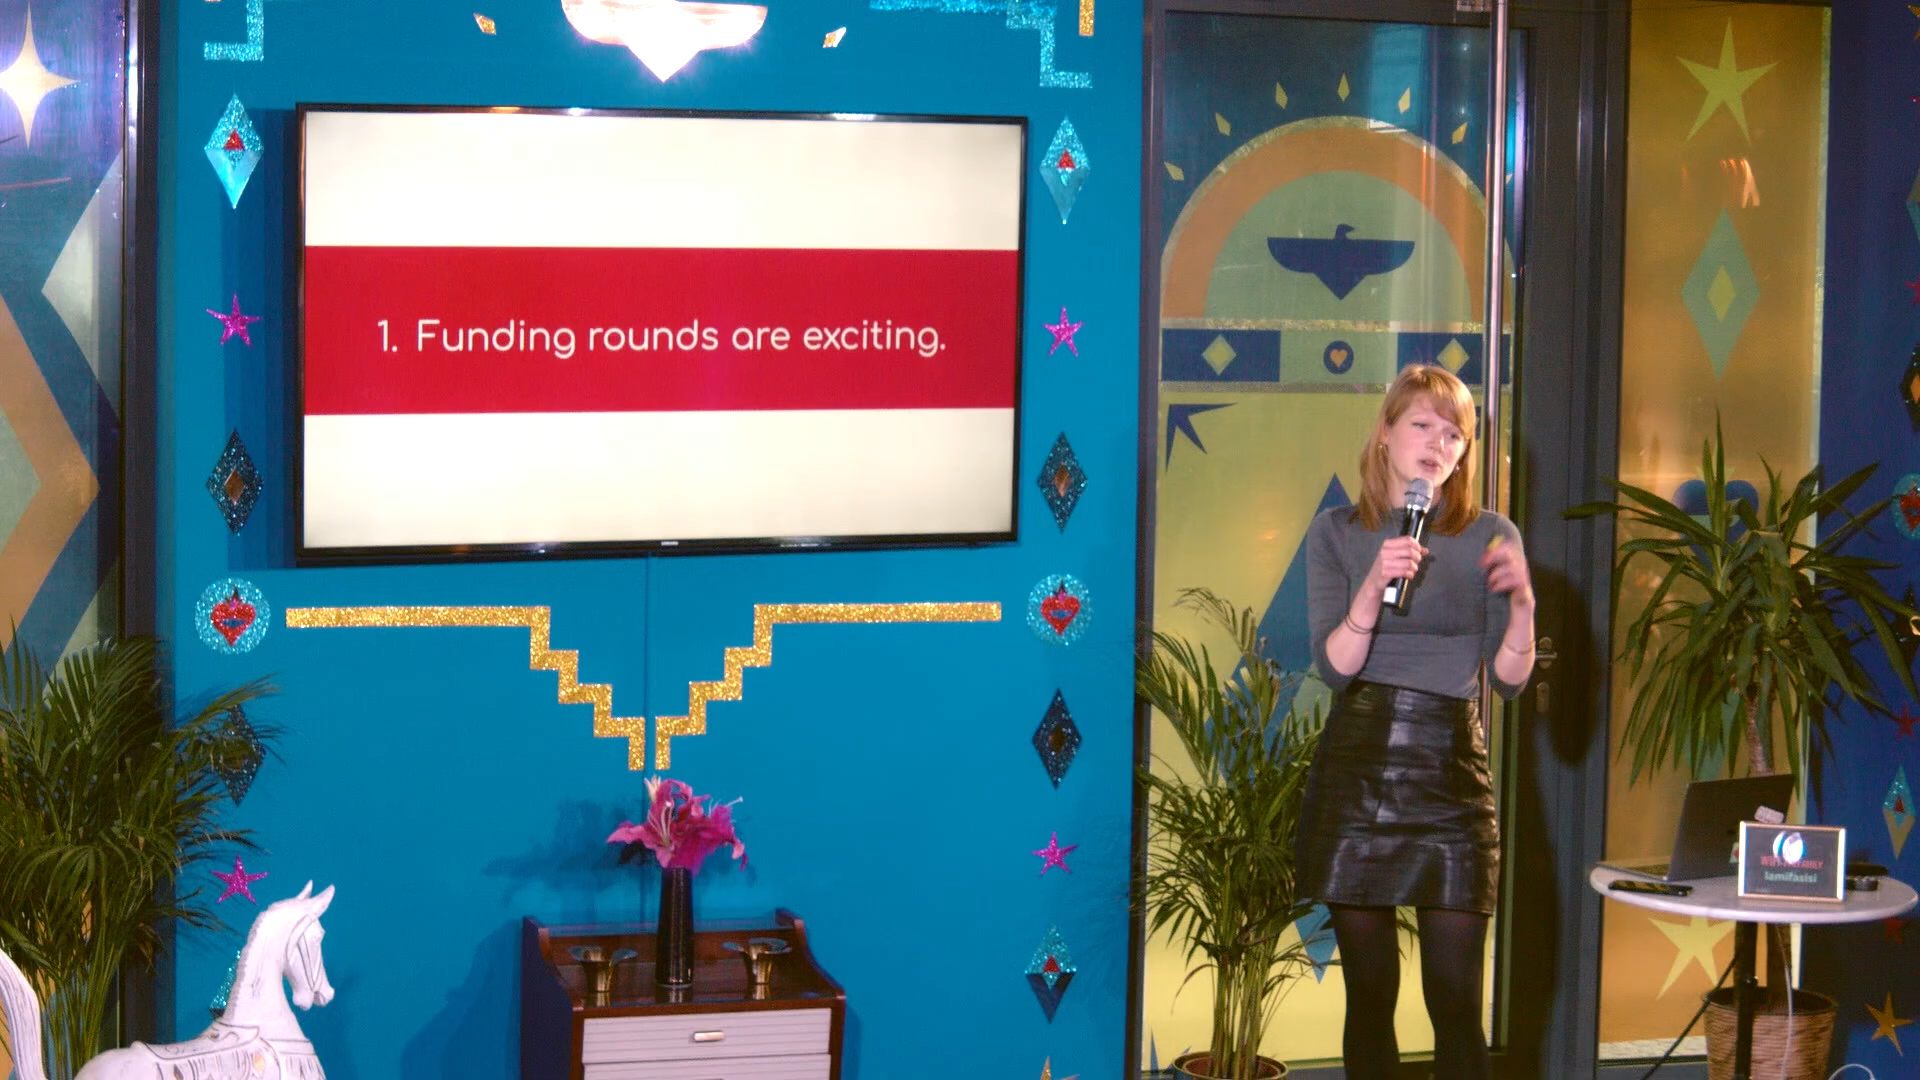 1. Funding rounds are exciting.
lamifasisi